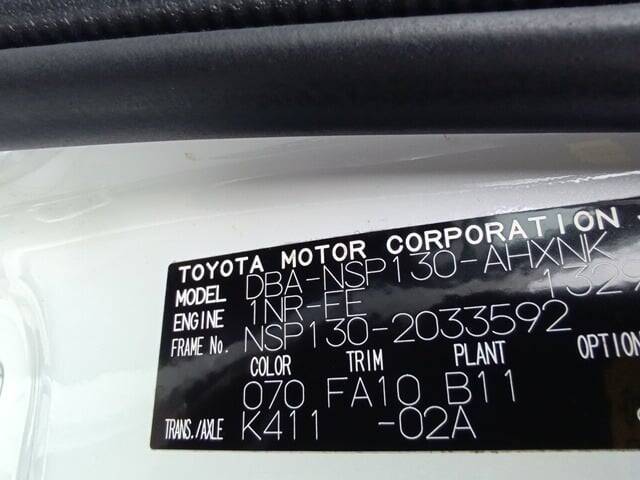 TOYOTA MOTOR CORPORATION
MODEL DBA-NSP130-AHXNK
ENGINE 1NR-FE 1329
FRAME No. NSP130-2033592
COLOR TRIM PLANT OPTION
070 FA10 B11
TRANS./AXLE K411 -02A